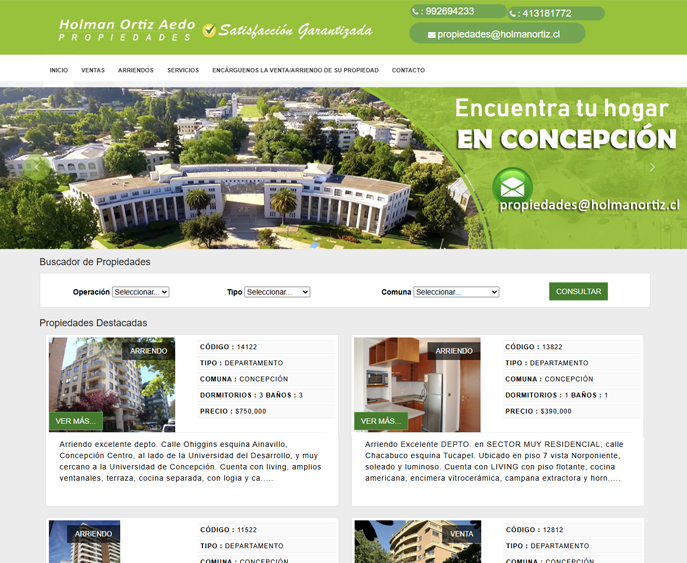 Holman Ortiz Aedo
PROPIEDADES
Satisfacción Garantizada
: 992694233
: 413181772
propiedades@holmanortiz.cl
INICIO VENTAS ARRIENDOS SERVICIOS ENCÁRGUENOS LA VENTA/ARRIENDO DE SU PROPIEDAD CONTACTO
Encuentra tu hogar
EN CONCEPCIÓN
propiedades@holmanortiz.cl
Buscador de Propiedades
Operación Seleccionar... Tipo Seleccionar... Comuna Seleccionar... CONSULTAR
Propiedades Destacadas
ARRIENDO
VER MÁS...
CÓDIGO : 14122
TIPO : DEPARTAMENTO
COMUNA : CONCEPCIÓN
DORMITORIOS : 3 BAÑOS : 3
PRECIO : $750,000
Arriendo excelente depto. Calle Ohiggins esquina Ainavillo,
Concepción Centro, al lado de la Universidad del Desarrollo, y muy
cercano a la Universidad de Concepción. Cuenta con living, amplios
ventanales, terraza, cocina separada, con logia y ca.....
ARRIENDO
VER MÁS...
CÓDIGO : 13822
TIPO : DEPARTAMENTO
COMUNA : CONCEPCIÓN
DORMITORIOS : 1 BAÑOS : 1
PRECIO : $390,000
Arriendo Excelente DEPTO. en SECTOR MUY RESIDENCIAL, calle
Chacabuco esquina Tucapel. Ubicado en piso 7 vista Norponiente,
soleado y luminoso. Cuenta con LIVING con piso flotante, cocina
americana, encimera vitrocerámica, campana extractora y horn.....
ARRIENDO
CÓDIGO : 11522
TIPO : DEPARTAMENTO
COMUNA : CONCEPCIÓN
VENTA
CÓDIGO : 12812
TIPO : DEPARTAMENTO
COMUNA : CONCEPCIÓN